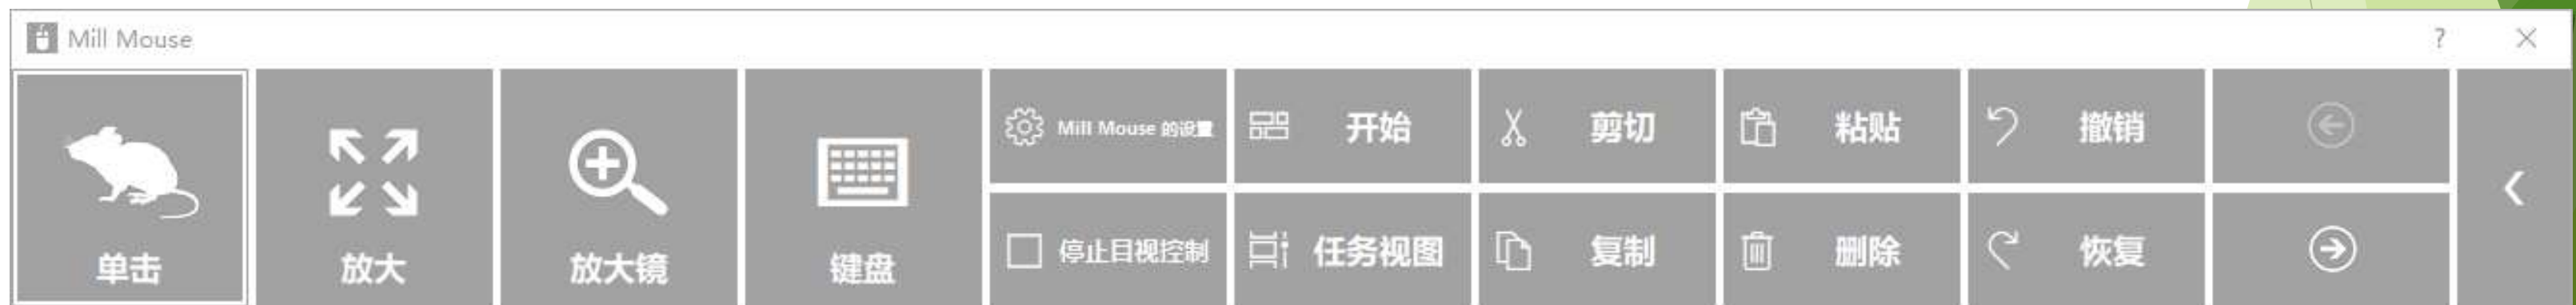 Mill Mouse
?
单击
放大
放大镜
键盘
Mill Mouse 的设置
开始
剪切
粘贴
撤销
停止目视控制
任务视图
复制
删除
恢复